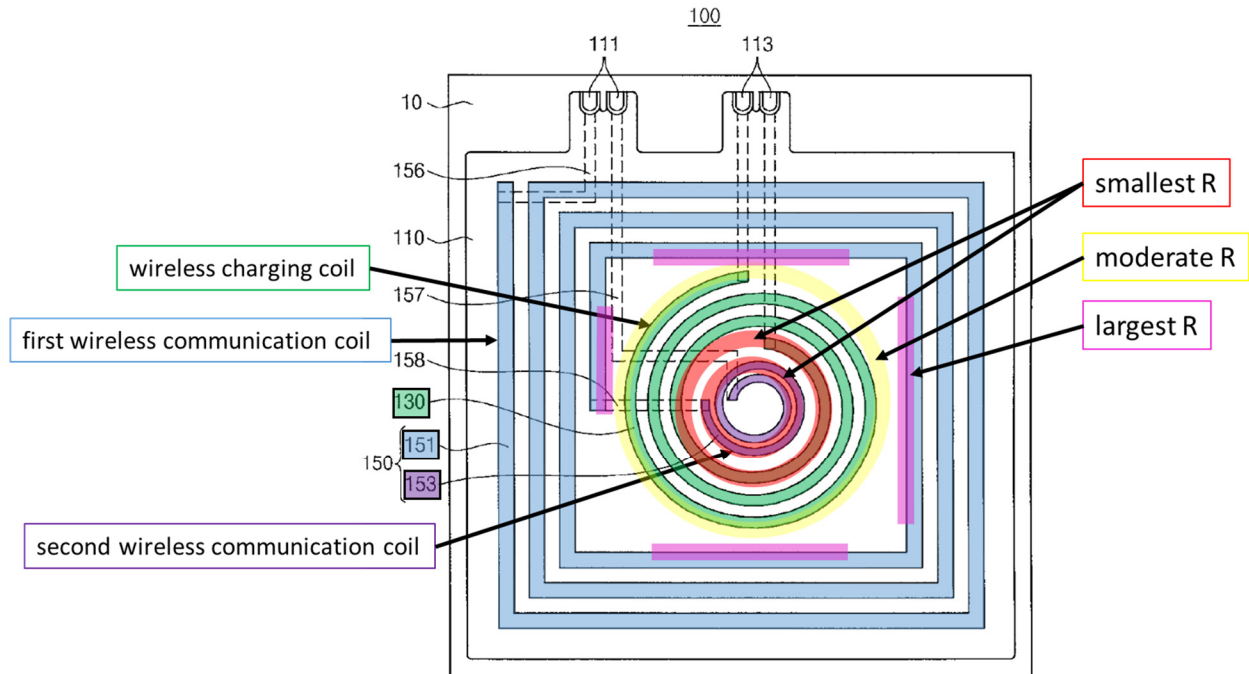 100
111 113
10
156
smallest R
110
wireless charging coil
moderate R
157
first wireless communication coil
largest R
158
130
151
150
153
second wireless communication coil